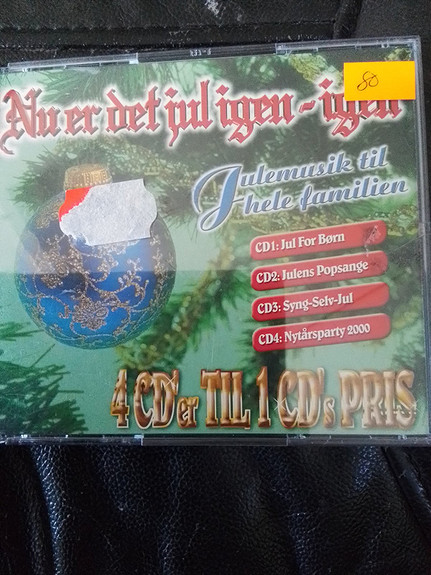 Nu er det jul igen - igen
80
Julemusik til
hele familien
CD1: Jul For Børn
CD2: Julens Popsange
CD3: Syng-Selv-Jul
CD4: Nytårsparty 2000
4 CD'er TIL 1 CD's PRIS